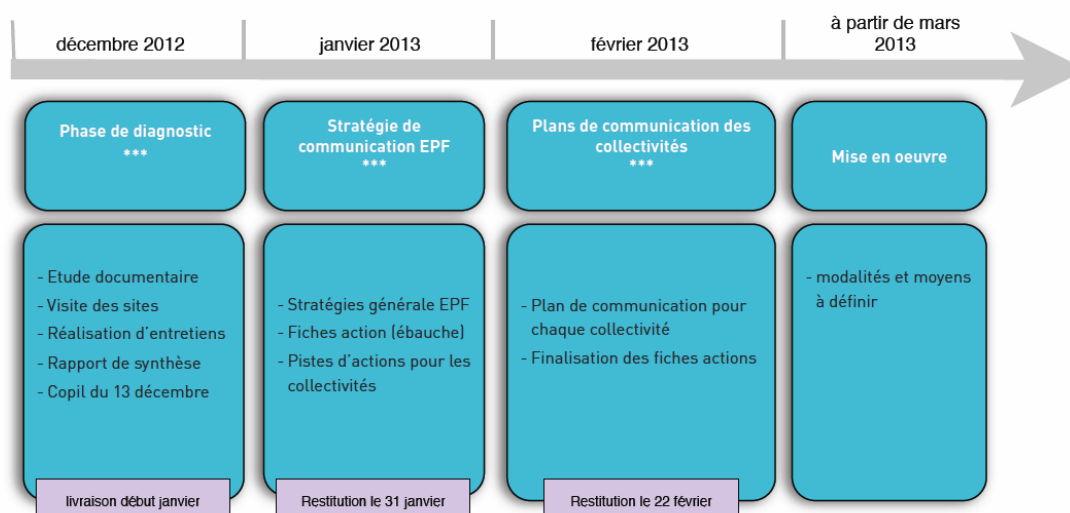 décembre 2012
janvier 2013
février 2013
à partir de mars
2013
Phase de diagnostic
***
Stratégie de
communication EPF
***
Plans de communication des
collectivités
***
Mise en oeuvre
- Etude documentaire
- Visite des sites
- Réalisation d'entretiens
- Rapport de synthèse
- Copil du 13 décembre
- Stratégies générale EPF
- Fiches action (ébauche)
- Pistes d'actions pour les
collectivités
- Plan de communication pour
chaque collectivité
- Finalisation des fiches actions
- modalités et moyens
à définir
livraison début janvier
Restitution le 31 janvier
Restitution le 22 février